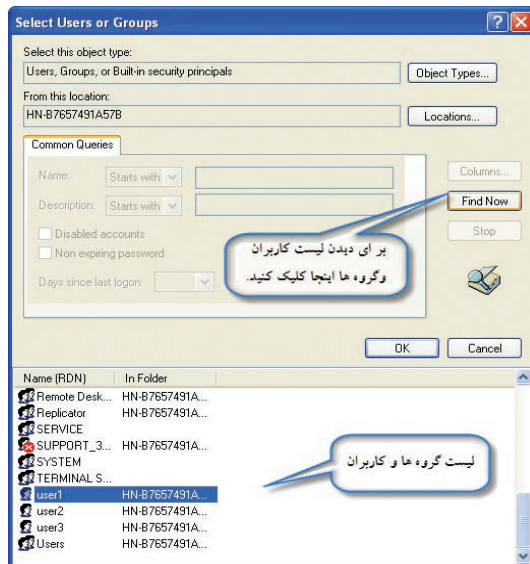 Select Users or Groups
Select this object type:
Users, Groups, or Built-in security principals
Object Types...
From this location:
HN-B7657491A57B
Locations...
Common Queries
Name:
Starts with
Columns...
Description:
Starts with
Find Now
Disabled accounts
Stop
Non expiring password
Days since last logon:
بر ای دیدن لیست کاربران
وگروه ها اینجا کلیک کنید.
OK
Cancel
Name (RDN)
In Folder
Remote Desk... HN-B7657491A...
Replicator HN-B7657491A...
SERVICE
SUPPORT_3... HN-B7657491A...
SYSTEM
TERMINAL S...
لیست گروه ها و کاربران
user1 HN-B7657491A...
user2 HN-B7657491A...
user3 HN-B7657491A...
Users HN-B7657491A...